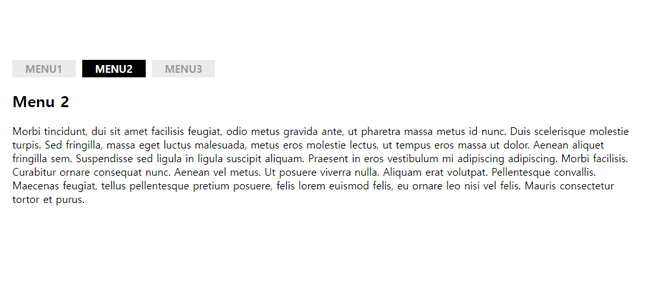 MENU1 MENU2 MENU3
Menu 2
Morbi tincidunt, dui sit amet facilisis feugiat, odio metus gravida ante, ut pharetra massa metus id nunc. Duis scelerisque molestie
turpis. Sed fringilla, massa eget luctus malesuada, metus eros molestie lectus, ut tempus eros massa ut dolor. Aenean aliquet
fringilla sem. Suspendisse sed ligula in ligula suscipit aliquam. Praesent in eros vestibulum mi adipiscing adipiscing. Morbi facilisis.
Curabitur ornare consequat nunc. Aenean vel metus. Ut posuere viverra nulla. Aliquam erat volutpat. Pellentesque convallis.
Maecenas feugiat, tellus pellentesque pretium posuere, felis lorem euismod felis, eu ornare leo nisi vel felis. Mauris consectetur
tortor et purus.